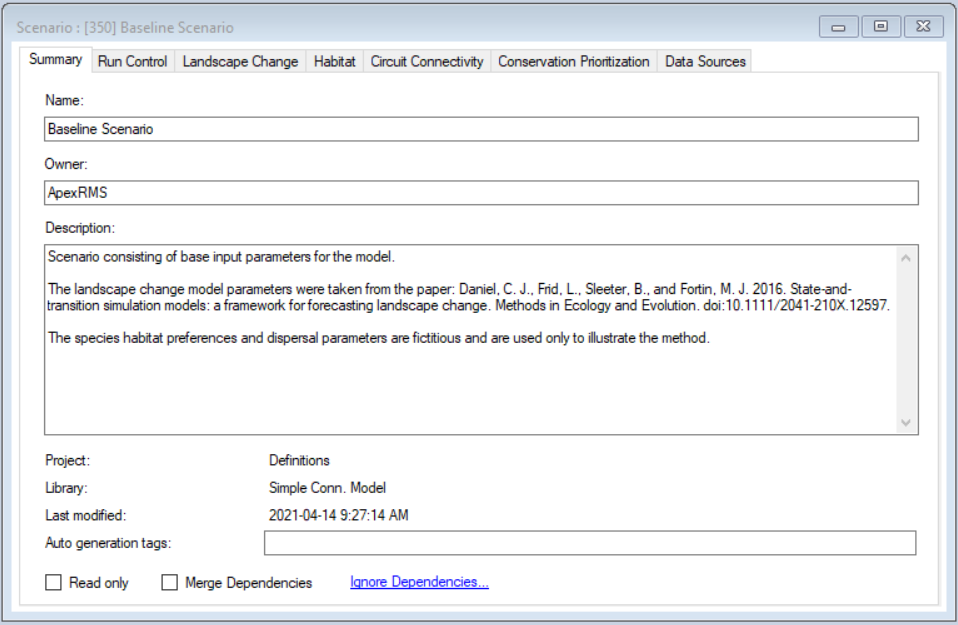 Scenario : [350] Baseline Scenario
Summary Run Control Landscape Change Habitat Circuit Connectivity Conservation Prioritization Data Sources
Name:
Baseline Scenario
Owner:
ApexRMS
Description:
Scenario consisting of base input parameters for the model.
The landscape change model parameters were taken from the paper: Daniel, C. J., Frid, L., Sleeter, B., and Fortin, M. J. 2016. State-and-
transition simulation models: a framework for forecasting landscape change. Methods in Ecology and Evolution. doi:10.1111/2041-210X.12597.
The species habitat preferences and dispersal parameters are fictitious and are used only to illustrate the method.
Project: Definitions
Library: Simple Conn. Model
Last modified: 2021-04-14 9:27:14 AM
Auto generation tags:
Read only Merge Dependencies Ignore Dependencies...